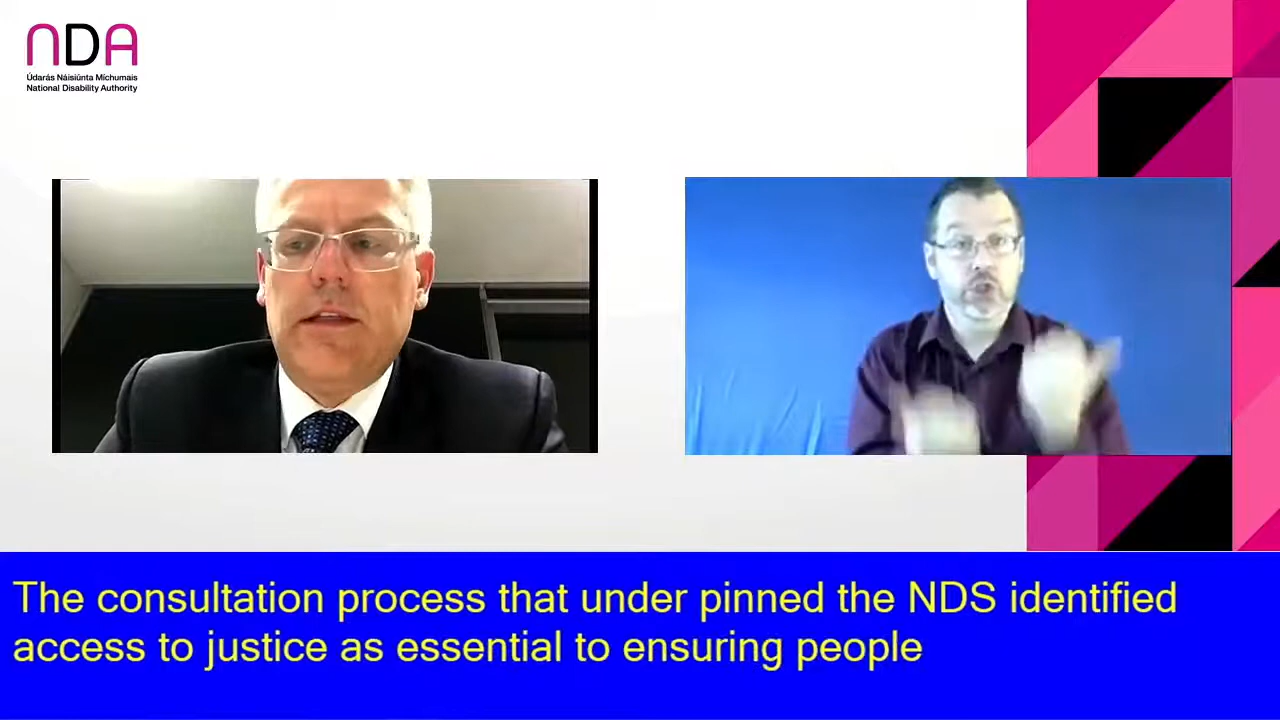 NDA
Údarás Náisiúnta Míchumais
National Disability Authority
The consultation process that under pinned the NDS identified
access to justice as essential to ensuring people